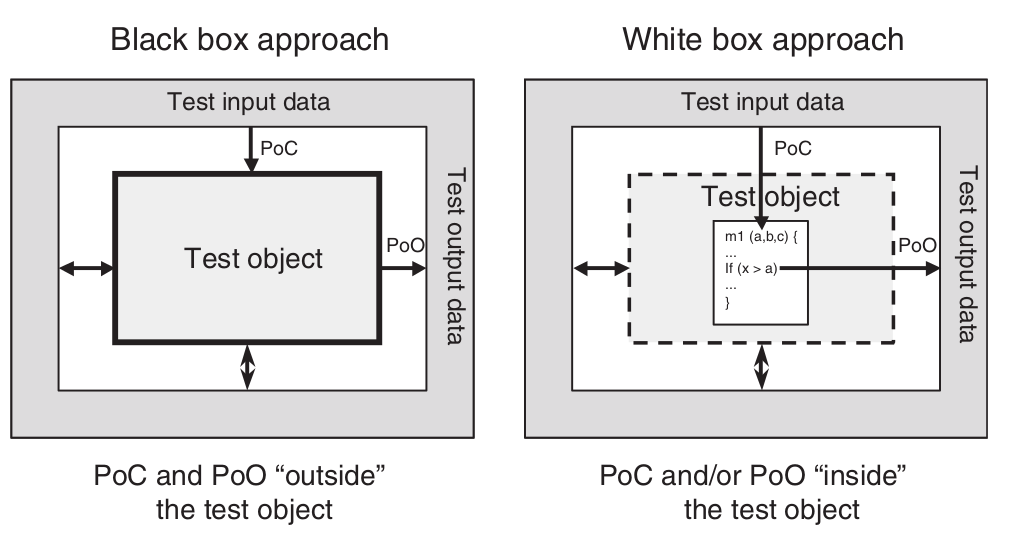 Black box approach
Test input data
PoC
Test object
PoO
Test output data
PoC and PoO “outside”
the test object
White box approach
Test input data
PoC
Test object
m1 (a,b,c) {
...
If (x > a)
...
}
PoO
Test output data
PoC and/or PoO “inside”
the test object